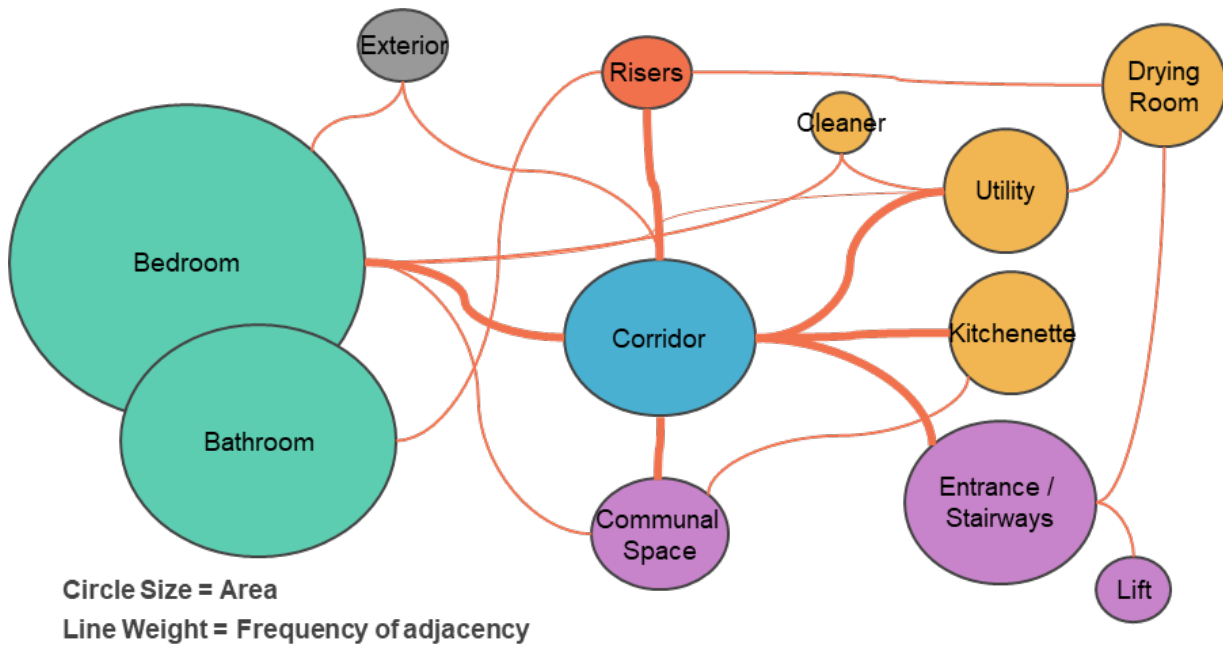 Exterior
Risers
Drying
Room
Cleaner
Utility
Bedroom
Corridor
Kitchenette
Bathroom
Entrance /
Stairways
Communal
Space
Lift
Circle Size = Area
Line Weight = Frequency of adjacency